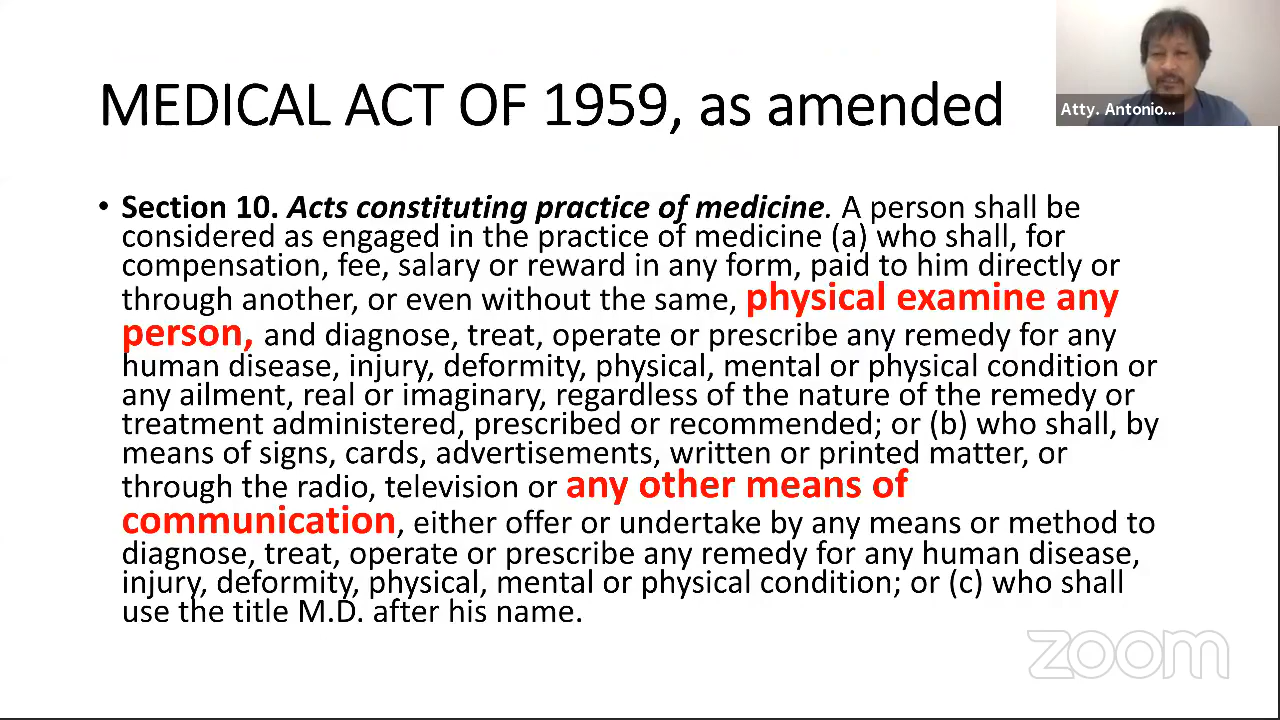 MEDICAL ACT OF 1959, as amended
Atty. Antonio...
• Section 10. Acts constituting practice of medicine. A person shall be
considered as engaged in the practice of medicine (a) who shall, for
compensation, fee, salary or reward in any form, paid to him directly or
through another, or even without the same, physical examine any
person, and diagnose, treat, operate or prescribe any remedy for any
human disease, injury, deformity, physical, mental or physical condition or
any ailment, real or imaginary, regardless of the nature of the remedy or
treatment administered, prescribed or recommended; or (b) who shall, by
means of signs, cards, advertisements, written or printed matter, or
through the radio, television or any other means of
communication, either offer or undertake by any means or method to
diagnose, treat, operate or prescribe any remedy for any human disease,
injury, deformity, physical, mental or physical condition; or (c) who shall
use the title M.D. after his name.
zoom